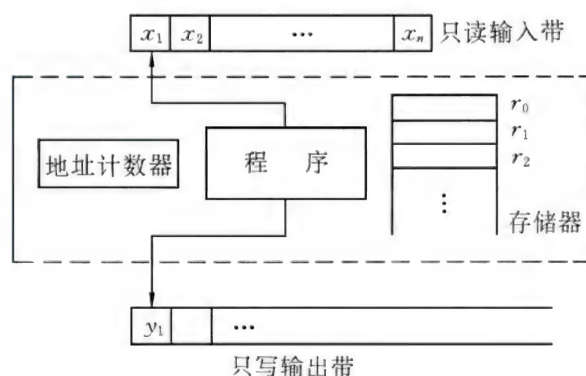 x₁ x₂ … xₙ 只读输入带
r₀
r₁
地址计数器 程 序
r₂
⋮
存储器
y₁ …
只写输出带